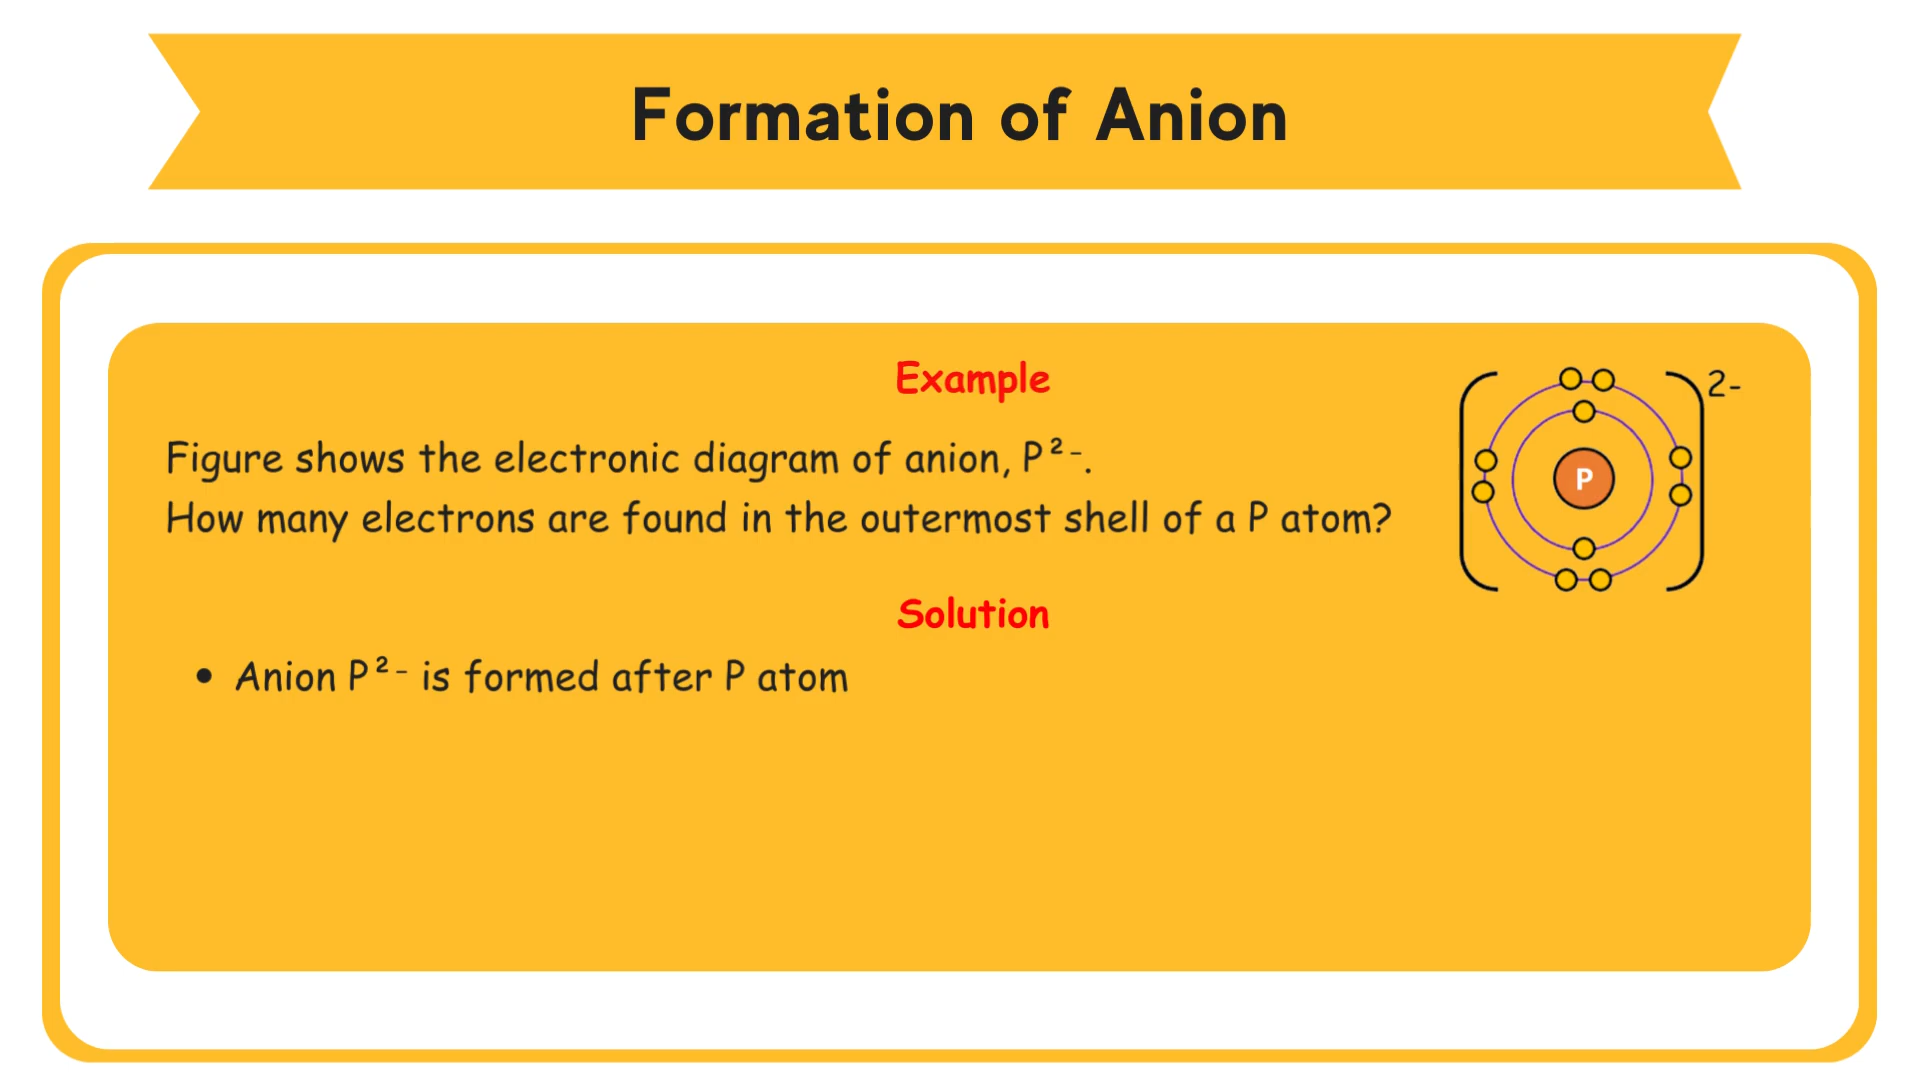 Formation of Anion
Example
2-
Figure shows the electronic diagram of anion, P²⁻.
P
How many electrons are found in the outermost shell of a P atom?
Solution
• Anion P²⁻ is formed after P atom